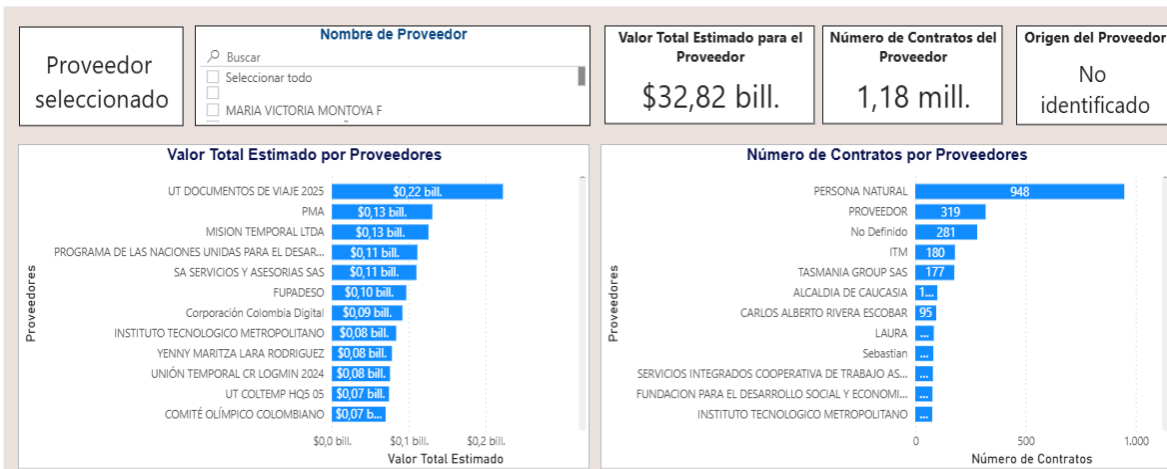 Proveedor
seleccionado
Nombre de Proveedor
Buscar
Seleccionar todo
MARIA VICTORIA MONTOYA F
Valor Total Estimado para el
Proveedor
$32,82 bill.
Número de Contratos del
Proveedor
1,18 mill.
Origen del Proveedor
No
identificado
Valor Total Estimado por Proveedores
Proveedores
UT DOCUMENTOS DE VIAJE 2025 $0,22 bill.
PMA $0,13 bill.
MISION TEMPORAL LTDA $0,13 bill.
PROGRAMA DE LAS NACIONES UNIDAS PARA EL DESAR... $0,11 bill.
SA SERVICIOS Y ASESORIAS SAS $0,11 bill.
FUPADESO $0,10 bill.
Corporación Colombia Digital $0,09 bill.
INSTITUTO TECNOLOGICO METROPOLITANO $0,08 bill.
YENNY MARITZA LARA RODRIGUEZ $0,08 bill.
UNIÓN TEMPORAL CR LOGMIN 2024 $0,08 bill.
UT COLTEMP HQ5 05 $0,07 bill.
COMITÉ OLÍMPICO COLOMBIANO $0,07 b...
$0,0 bill. $0,1 bill. $0,2 bill.
Valor Total Estimado
Número de Contratos por Proveedores
Proveedores
PERSONA NATURAL 948
PROVEEDOR 319
No Definido 281
ITM 180
TASMANIA GROUP SAS 177
ALCALDIA DE CAUCASIA 1...
CARLOS ALBERTO RIVERA ESCOBAR 95
LAURA ...
Sebastian ...
SERVICIOS INTEGRADOS COOPERATIVA DE TRABAJO AS... ...
FUNDACION PARA EL DESARROLLO SOCIAL Y ECONOMI... ...
INSTITUTO TECNOLOGICO METROPOLITANO ...
0 500 1.000
Número de Contratos